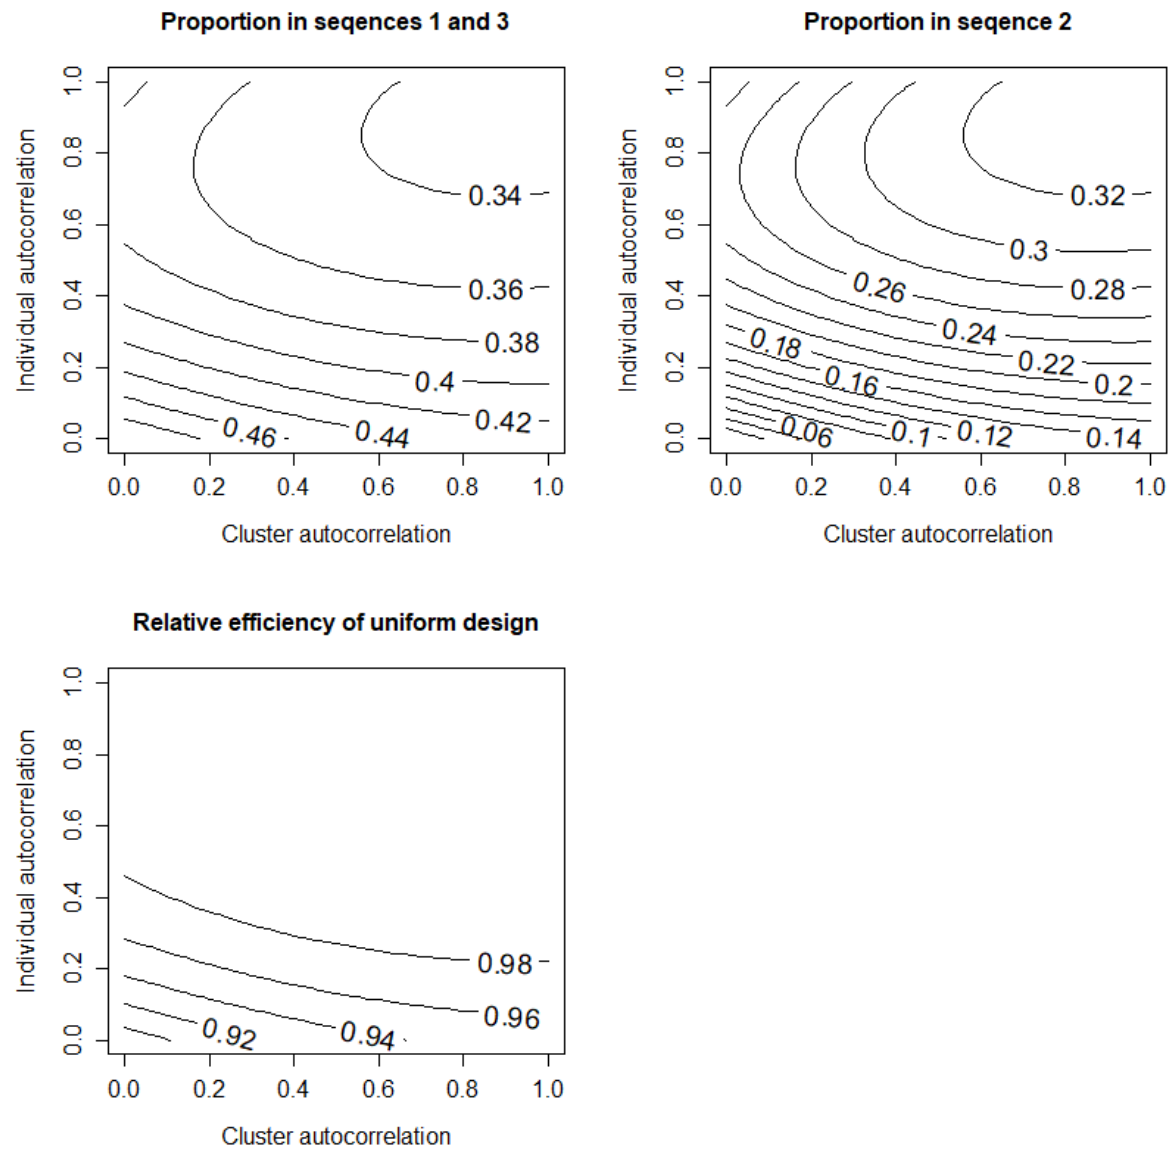 Proportion in seqences 1 and 3
Individual autocorrelation
0.0 0.2 0.4 0.6 0.8 1.0
0.34
0.36
0.38
0.4
0.42
0.44
0.46
0.0 0.2 0.4 0.6 0.8 1.0
Cluster autocorrelation
Proportion in seqence 2
Individual autocorrelation
0.0 0.2 0.4 0.6 0.8 1.0
0.32
0.3
0.28
0.26
0.24
0.22
0.2
0.18
0.16
0.14
0.12
0.1
0.06
0.0 0.2 0.4 0.6 0.8 1.0
Cluster autocorrelation
Relative efficiency of uniform design
Individual autocorrelation
0.0 0.2 0.4 0.6 0.8 1.0
0.98
0.96
0.94
0.92
0.0 0.2 0.4 0.6 0.8 1.0
Cluster autocorrelation